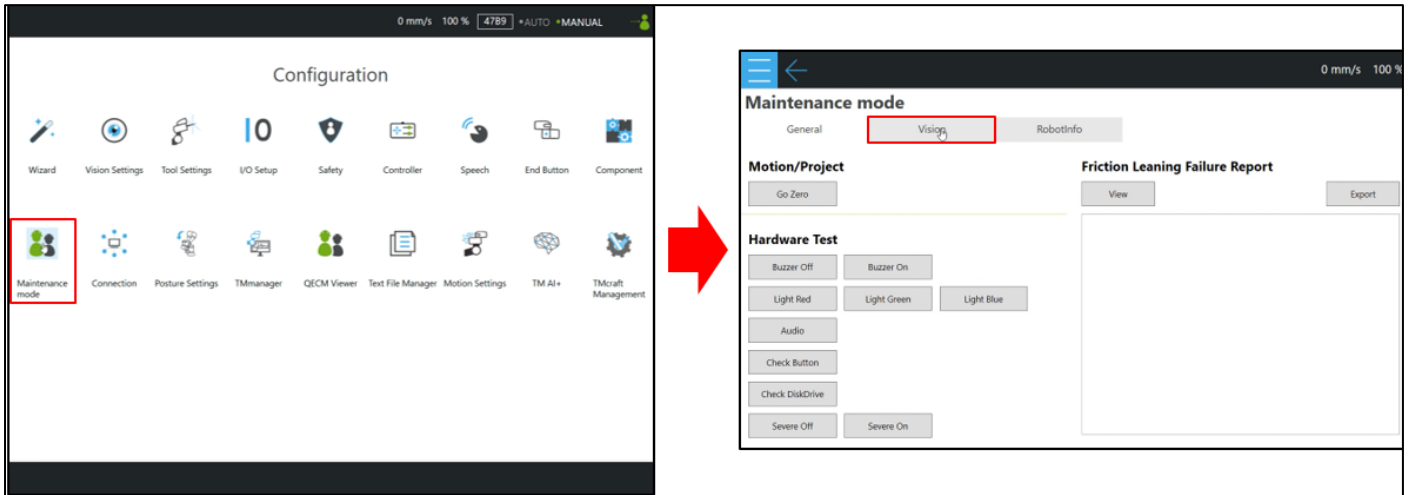 0 mm/s 100 % 47B9 •AUTO •MANUAL
Configuration
Wizard
Vision Settings
Tool Settings
I/O Setup
Safety
Controller
Speech
End Button
Component
Maintenance
mode
Connection
Posture Settings
TMmanager
QECM Viewer
Text File Manager
Motion Settings
TM AI+
TMcraft
Management
0 mm/s 100 %
Maintenance mode
General
Vision
RobotInfo
Motion/Project
Go Zero
Friction Leaning Failure Report
View
Export
Hardware Test
Buzzer Off
Buzzer On
Light Red
Light Green
Light Blue
Audio
Check Button
Check DiskDrive
Severe Off
Severe On